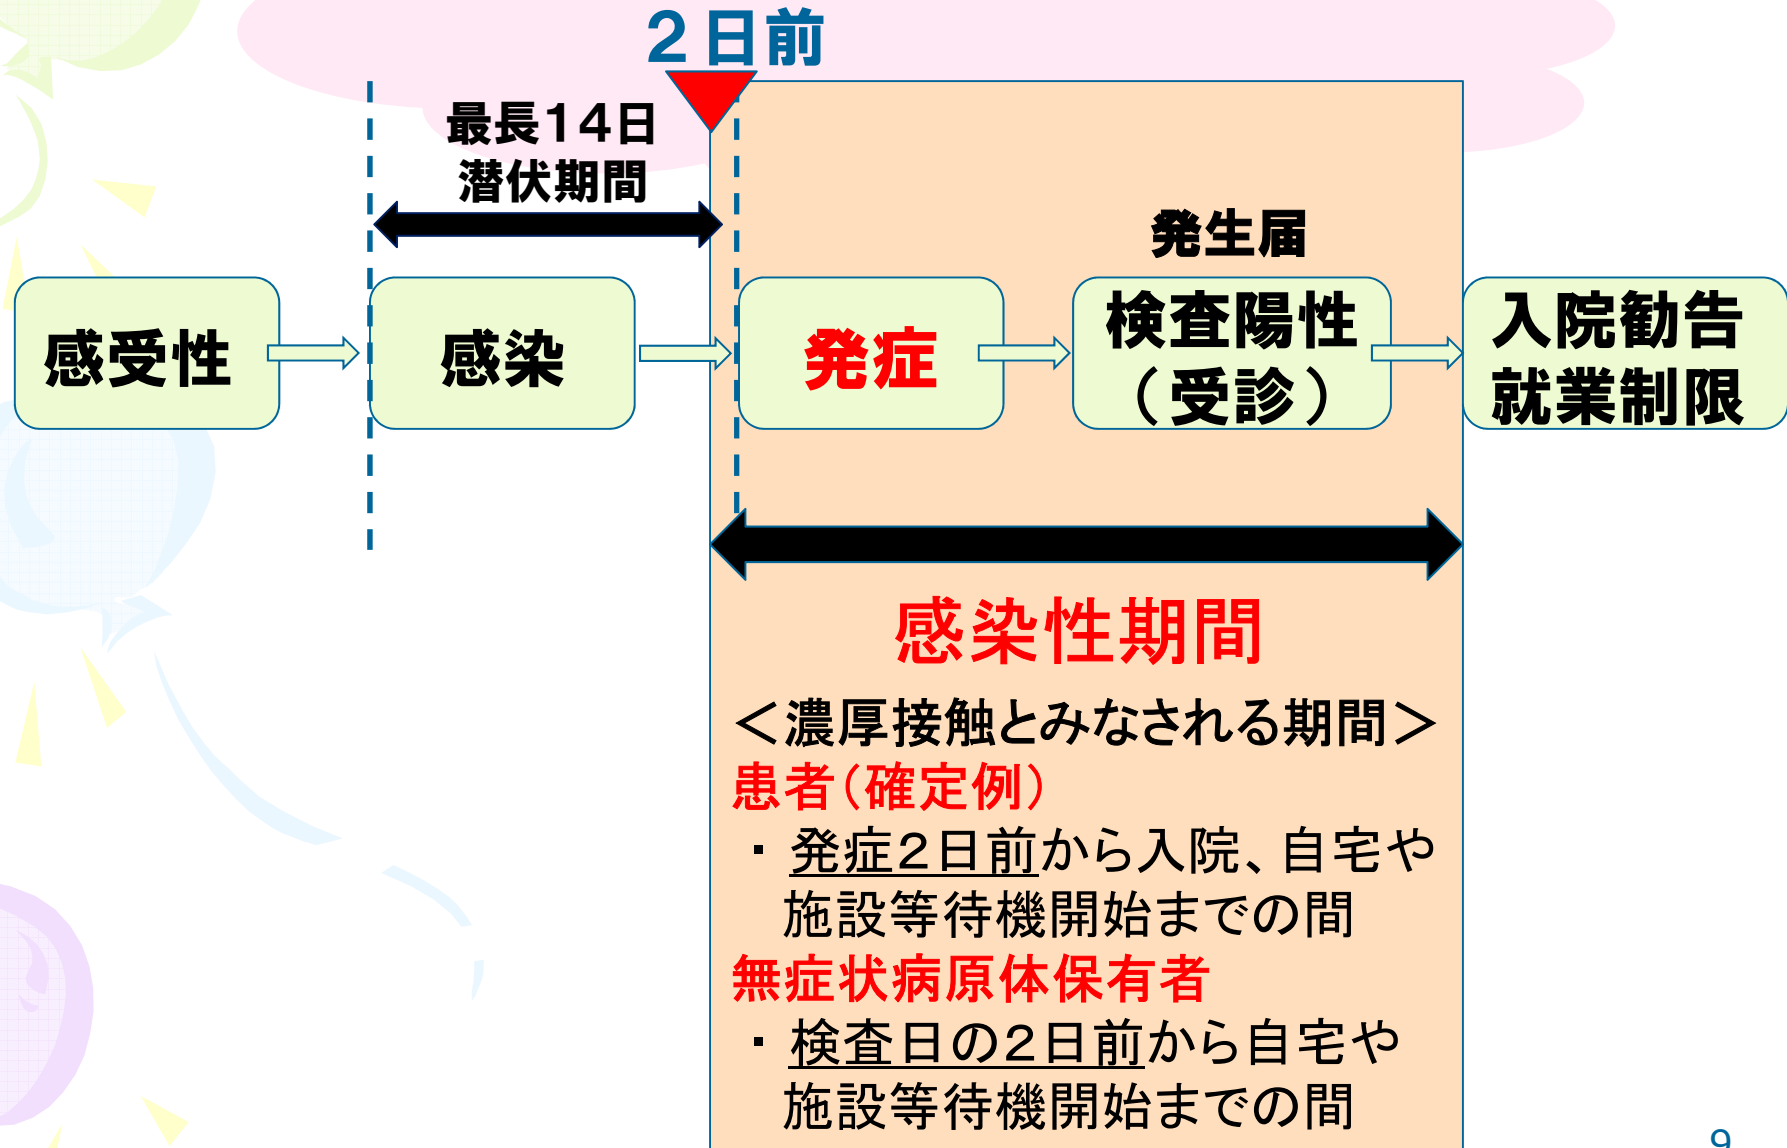 ２日前
最長14日
潜伏期間
発生届
感受性
感染
発症
検査陽性
（受診）
入院勧告
就業制限
感染性期間
＜濃厚接触とみなされる期間＞
患者（確定例）
・発症２日前から入院、自宅や
施設等待機開始までの間
無症状病原体保有者
・検査日の２日前から自宅や
施設等待機開始までの間
9